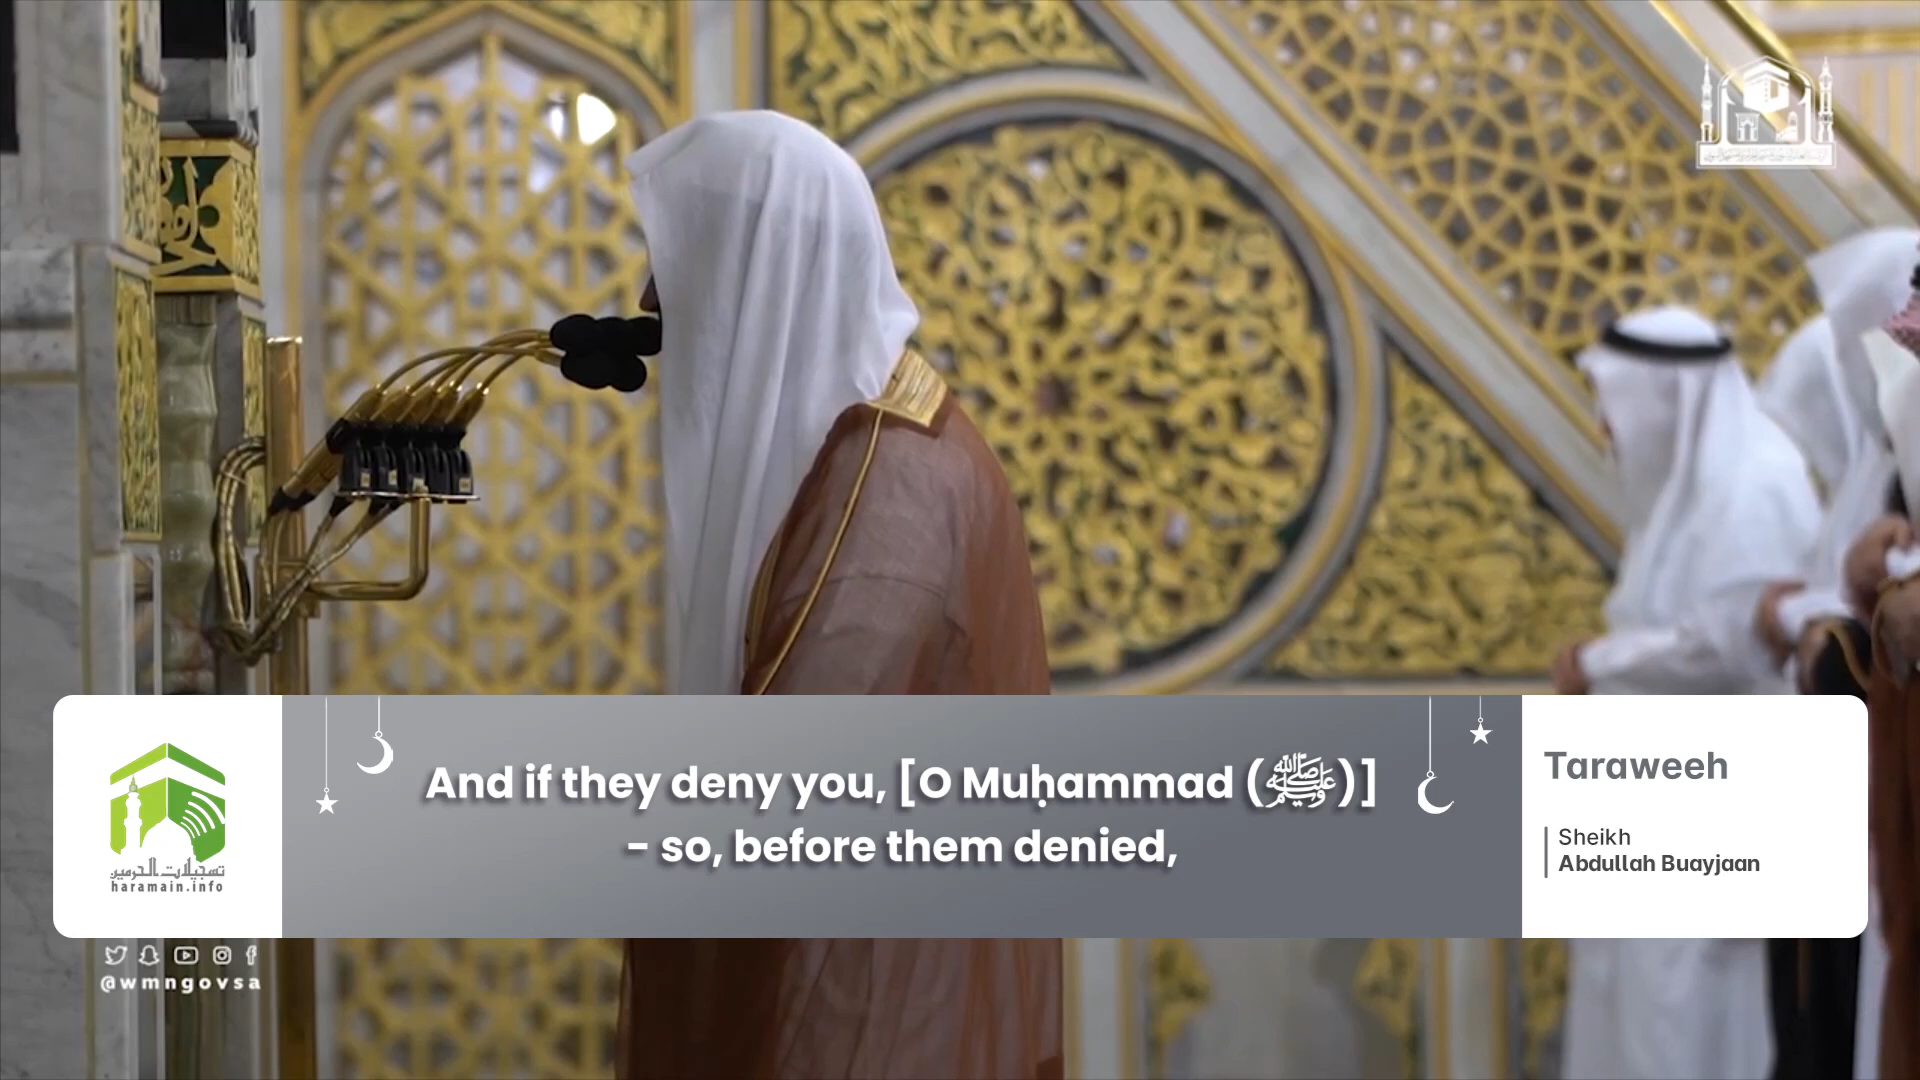 And if they deny you, [O Muḥammad (ﷺ)]
- so, before them denied,
Taraweeh
Sheikh
Abdullah Buayjaan
تسجيلات الحرمين
haramain.info
@wmngovsa